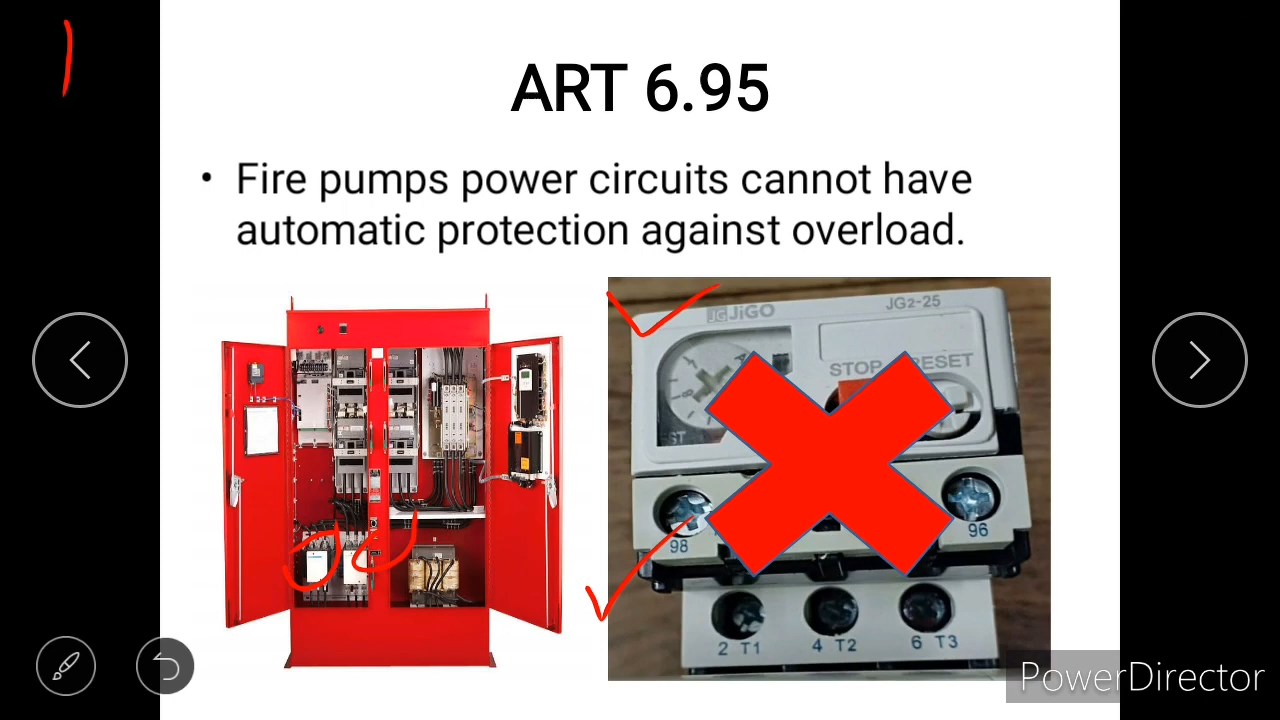 ART 6.95
• Fire pumps power circuits cannot have
automatic protection against overload.
JG JiGO
JG2-25
STOP
RESET
98
96
2 T1
4 T2
6 T3
PowerDirector